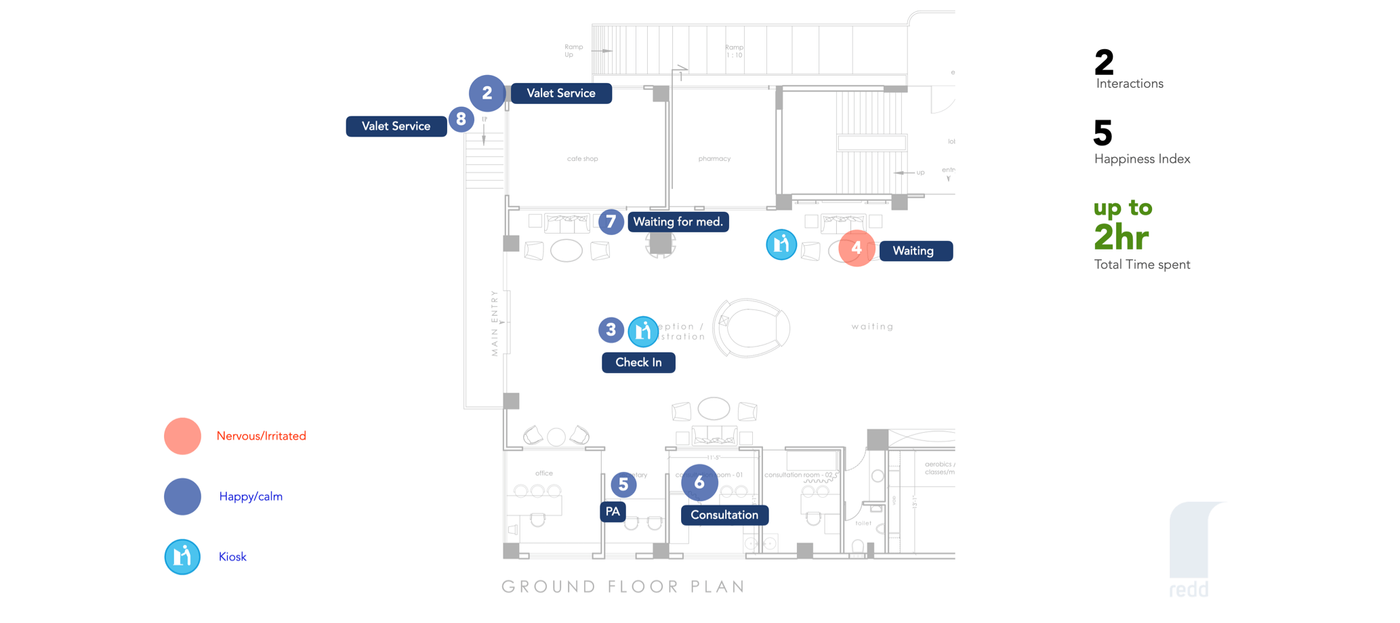 Ramp
up
Ramp
1 : 10
2
Interactions
2
Valet Service
8
Valet Service
up
5
Happiness Index
cafe shop
pharmacy
up
7
Waiting for med.
up to
2hr
Total Time spent
4
Waiting
MAIN ENTRY
3
waiting
Check In
Nervous/Irritated
Happy/calm
Kiosk
office
5
PA
6
room - 01
Consultation
consultation room - 02
aerobics /
toilet
GROUND FLOOR PLAN
redd